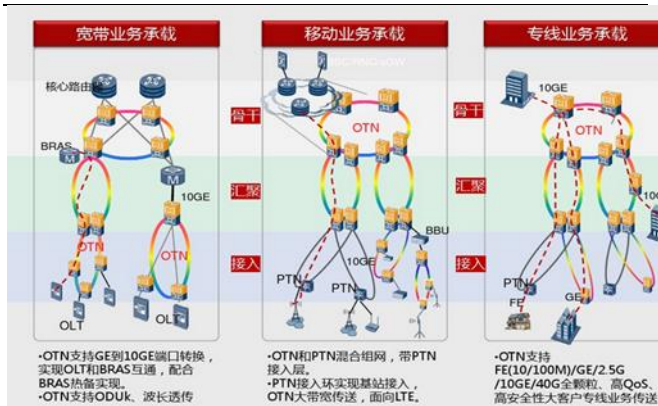 宽带业务承载
移动业务承载
专线业务承载
核心路由
BRAS
10GE
OTN
OTN
OLT
OLT
骨干
汇聚
接入
OTN
BBU
10GE
PTN
PTN
骨干
汇聚
接入
10GE
OTN
10G
PTN
FE
GE
•OTN支持GE到10GE端口转换,
实现OLT和BRAS互通,配合
BRAS热备实现。
•OTN支持ODUk、波长透传
•OTN和PTN混合组网,带PTN
接入层。
•PTN接入环实现基站接入,
OTN大带宽传送,面向LTE。
•OTN支持
FE(10/100M)/GE/2.5G
/10GE/40G全颗粒、高QoS、
高安全性大客户专线业务传送